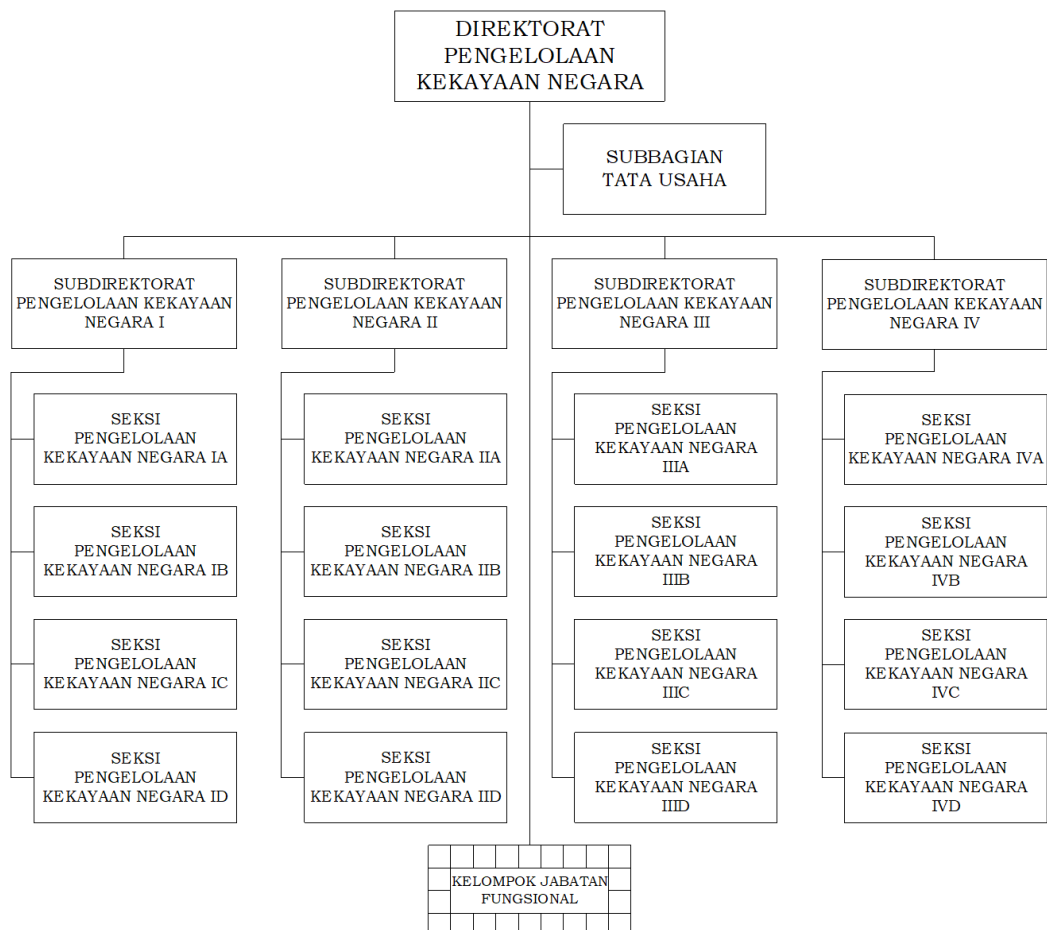 DIREKTORAT
PENGELOLAAN
KEKAYAAN NEGARA
SUBBAGIAN
TATA USAHA
SUBDIREKTORAT
PENGELOLAAN KEKAYAAN
NEGARA I
SUBDIREKTORAT
PENGELOLAAN KEKAYAAN
NEGARA II
SUBDIREKTORAT
PENGELOLAAN KEKAYAAN
NEGARA III
SUBDIREKTORAT
PENGELOLAAN KEKAYAAN
NEGARA IV
SEKSI
PENGELOLAAN
KEKAYAAN NEGARA IA
SEKSI
PENGELOLAAN
KEKAYAAN NEGARA IIA
SEKSI
PENGELOLAAN
KEKAYAAN NEGARA
IIIA
SEKSI
PENGELOLAAN
KEKAYAAN NEGARA IVA
SEKSI
PENGELOLAAN
KEKAYAAN NEGARA IB
SEKSI
PENGELOLAAN
KEKAYAAN NEGARA IIB
SEKSI
PENGELOLAAN
KEKAYAAN NEGARA
IIIB
SEKSI
PENGELOLAAN
KEKAYAAN NEGARA
IVB
SEKSI
PENGELOLAAN
KEKAYAAN NEGARA IC
SEKSI
PENGELOLAAN
KEKAYAAN NEGARA IIC
SEKSI
PENGELOLAAN
KEKAYAAN NEGARA
IIIC
SEKSI
PENGELOLAAN
KEKAYAAN NEGARA
IVC
SEKSI
PENGELOLAAN
KEKAYAAN NEGARA ID
SEKSI
PENGELOLAAN
KEKAYAAN NEGARA IID
SEKSI
PENGELOLAAN
KEKAYAAN NEGARA
IIID
SEKSI
PENGELOLAAN
KEKAYAAN NEGARA
IVD
KELOMPOK JABATAN
FUNGSIONAL